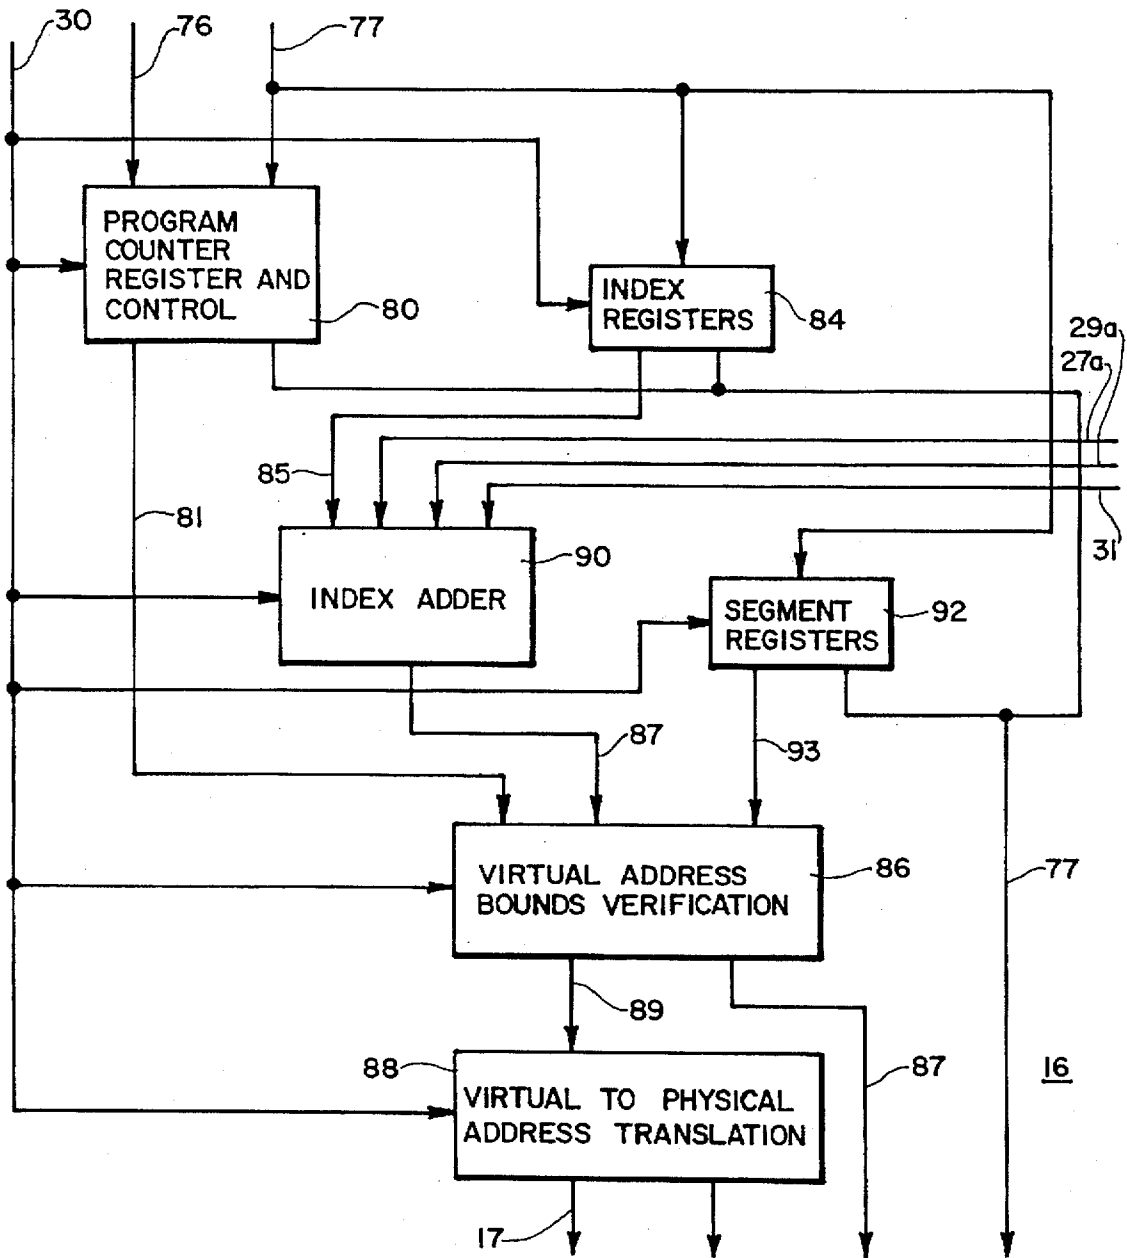 30
76
77
PROGRAM
COUNTER
REGISTER AND
CONTROL
80
INDEX
REGISTERS
84
29a
27a
85
81
31
90
INDEX ADDER
SEGMENT
REGISTERS
92
87
93
VIRTUAL ADDRESS
BOUNDS VERIFICATION
86
77
89
88
87
16
VIRTUAL TO PHYSICAL
ADDRESS TRANSLATION
17